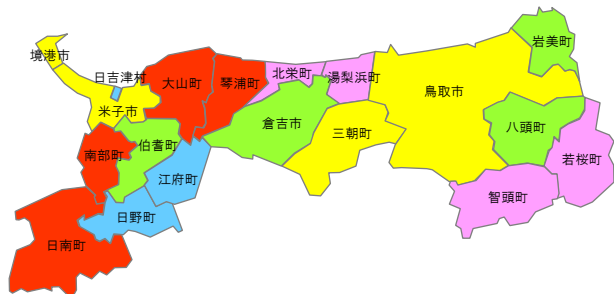 岩美町
境港市
日吉津村
大山町
琴浦町
北栄町
湯梨浜町
鳥取市
米子市
倉吉市
三朝町
八頭町
南部町
伯耆町
江府町
若桜町
智頭町
日野町
日南町